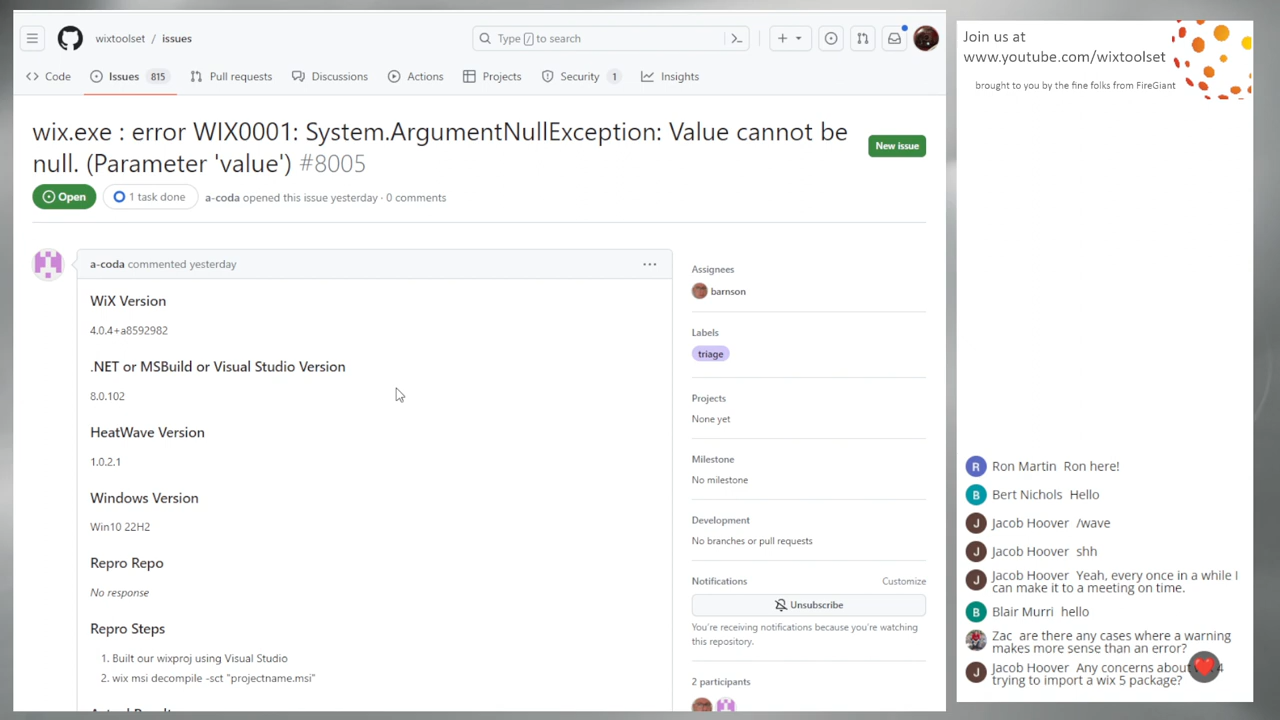 wixtoolset / issues
Type / to search
Code
Issues 815
Pull requests
Discussions
Actions
Projects
Security 1
Insights
wix.exe : error WIX0001: System.ArgumentNullException: Value cannot be
null. (Parameter 'value') #8005
New issue
Open
1 task done
a-coda opened this issue yesterday · 0 comments
a-coda commented yesterday
WiX Version
4.0.4+a8592982
.NET or MSBuild or Visual Studio Version
8.0.102
HeatWave Version
1.0.2.1
Windows Version
Win10 22H2
Repro Repo
No response
Repro Steps
1. Built our wixproj using Visual Studio
2. wix msi decompile -sct "projectname.msi"
Assignees
barnson
Labels
triage
Projects
None yet
Milestone
No milestone
Development
No branches or pull requests
Notifications
Customize
Unsubscribe
You're receiving notifications because you're watching
this repository.
2 participants
Join us at
www.youtube.com/wixtoolset
brought to you by the fine folks from FireGiant
R Ron Martin Ron here!
B Bert Nichols Hello
J Jacob Hoover /wave
J Jacob Hoover shh
J Jacob Hoover Yeah, every once in a while I
can make it to a meeting on time.
B Blair Murri hello
Zac are there any cases where a warning
makes more sense than an error?
J Jacob Hoover Any concerns about 4
trying to import a wix 5 package?